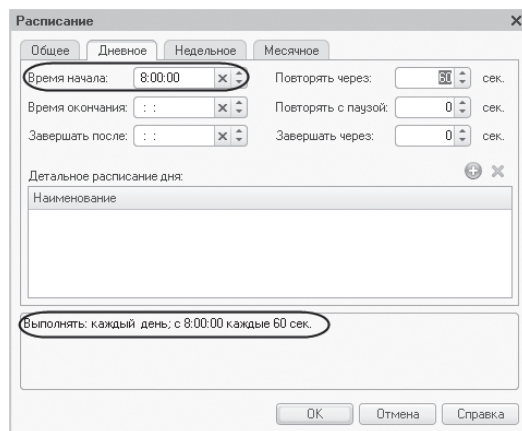 Расписание
Общее Дневное Недельное Месячное
Время начала: 8:00:00 Повторять через: 60 сек.
Время окончания: : : Повторять с паузой: 0 сек.
Завершать после: : : Завершать через: 0 сек.
Детальное расписание дня:
Наименование
Выполнять: каждый день; с 8:00:00 каждые 60 сек.
OK Отмена Справка